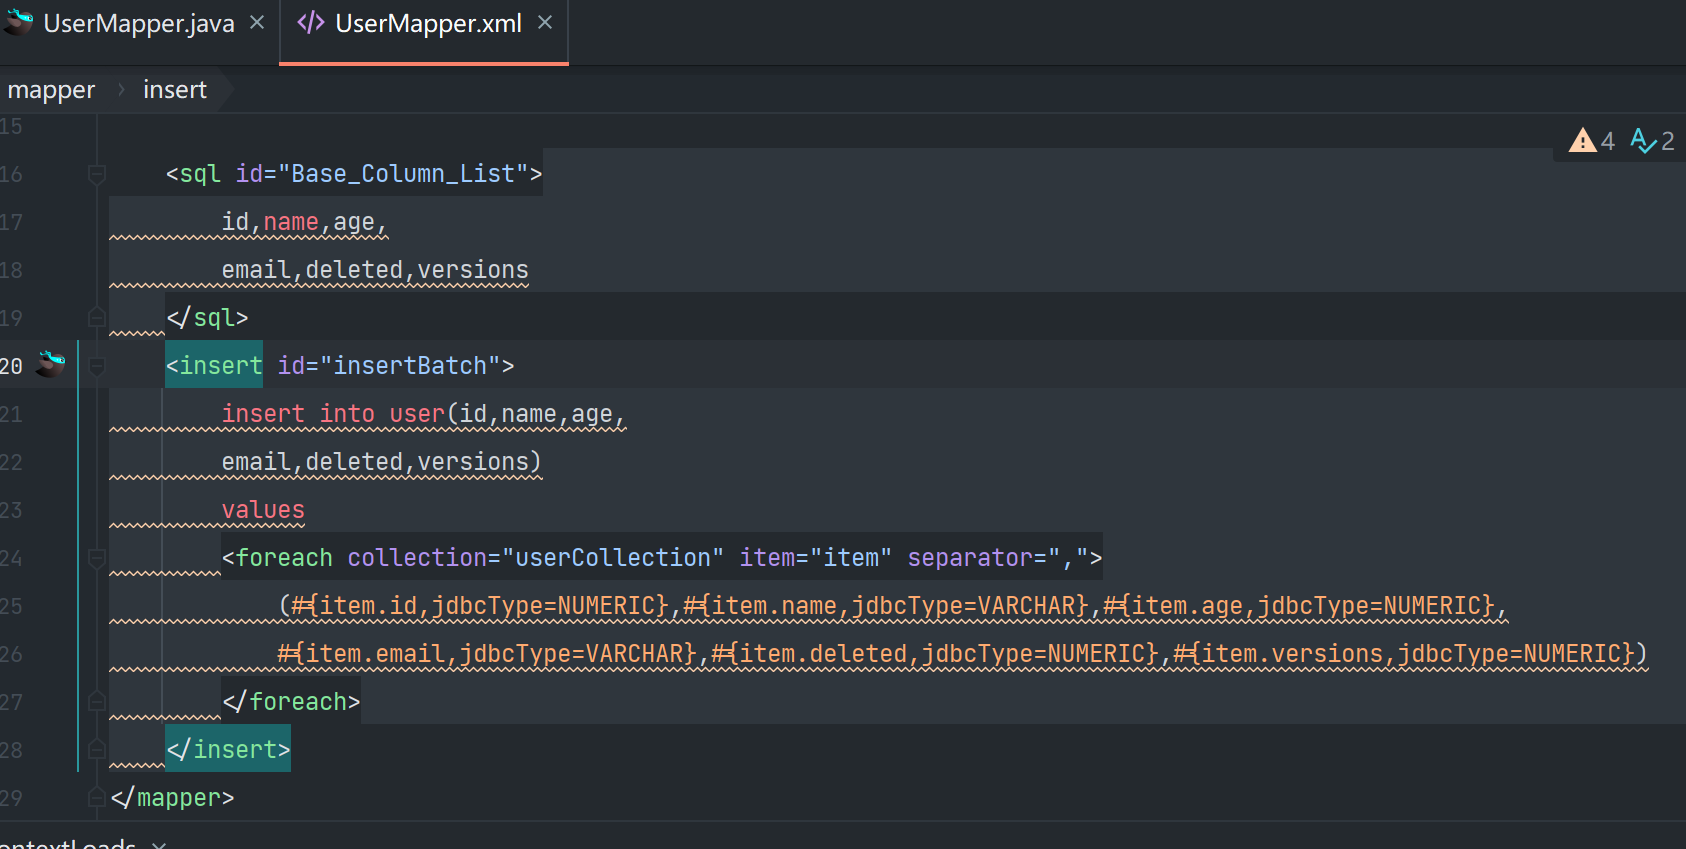 UserMapper.java × </> UserMapper.xml ×
mapper > insert
15
4 2
16 <sql id="Base_Column_List">
17 id,name,age,
18 email,deleted,versions
19 </sql>
20 <insert id="insertBatch">
21 insert into user(id,name,age,
22 email,deleted,versions)
23 values
24 <foreach collection="userCollection" item="item" separator=",">
25 (#{item.id,jdbcType=NUMERIC},#{item.name,jdbcType=VARCHAR},#{item.age,jdbcType=NUMERIC},
26 #{item.email,jdbcType=VARCHAR},#{item.deleted,jdbcType=NUMERIC},#{item.versions,jdbcType=NUMERIC})
27 </foreach>
28 </insert>
29 </mapper>
ontextLoads ×